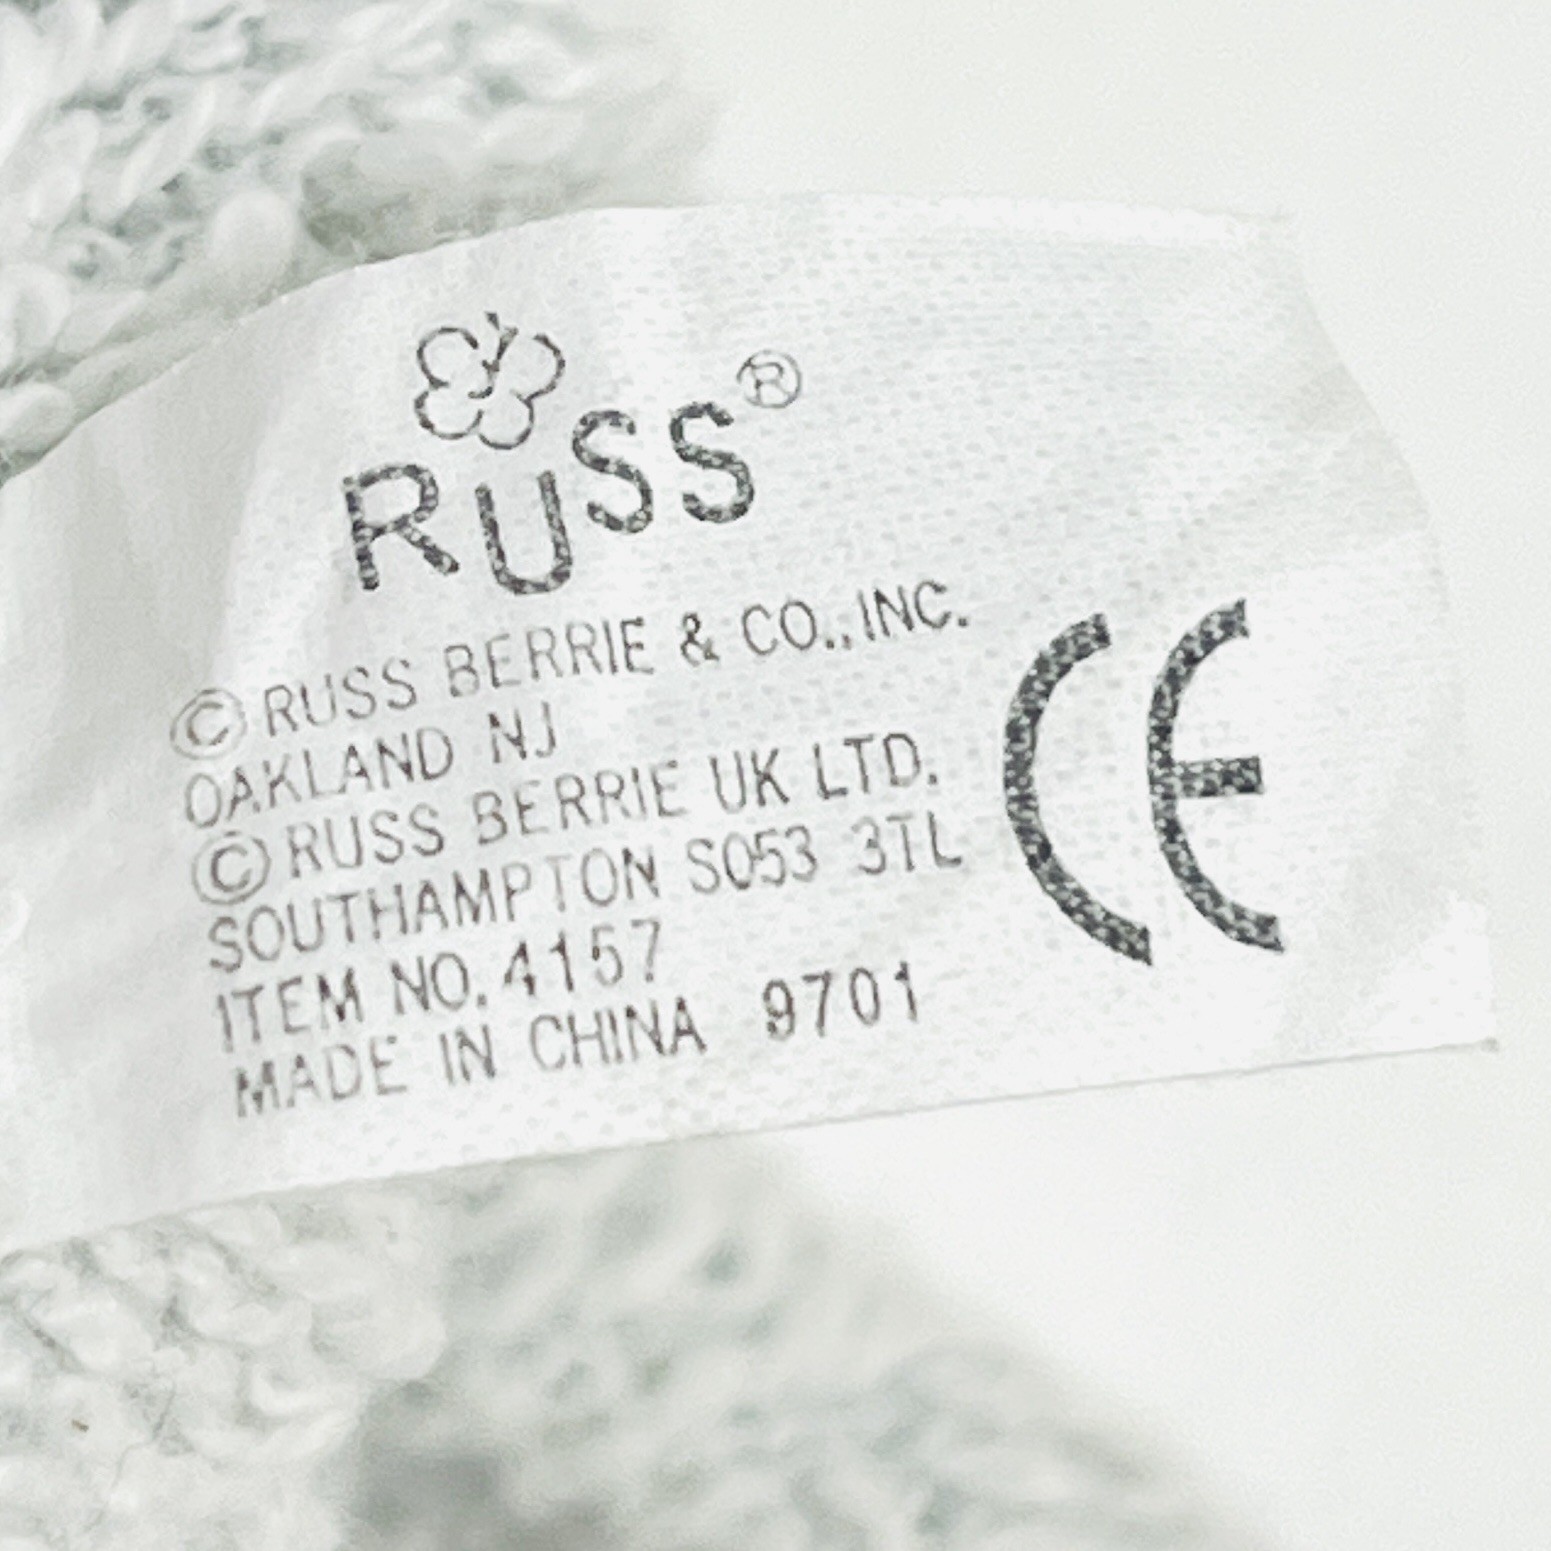 RUSS®
© RUSS BERRIE & CO., INC.
OAKLAND NJ
© RUSS BERRIE UK LTD.
SOUTHAMPTON SO53 3TL
ITEM NO. 4157
MADE IN CHINA 9701
CE